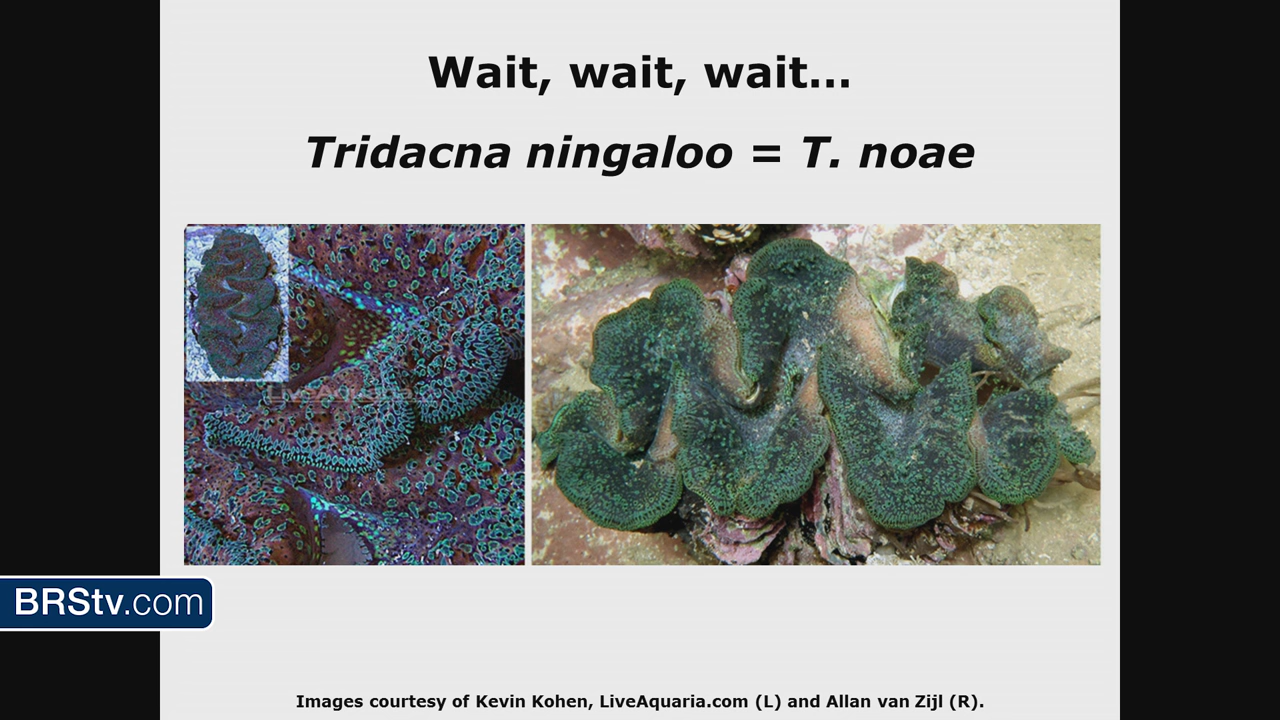 Wait, wait, wait...
Tridacna ningaloo = T. noae
LIVEAQUARIA
BRStv.com
Images courtesy of Kevin Kohen, LiveAquaria.com (L) and Allan van Zijl (R).